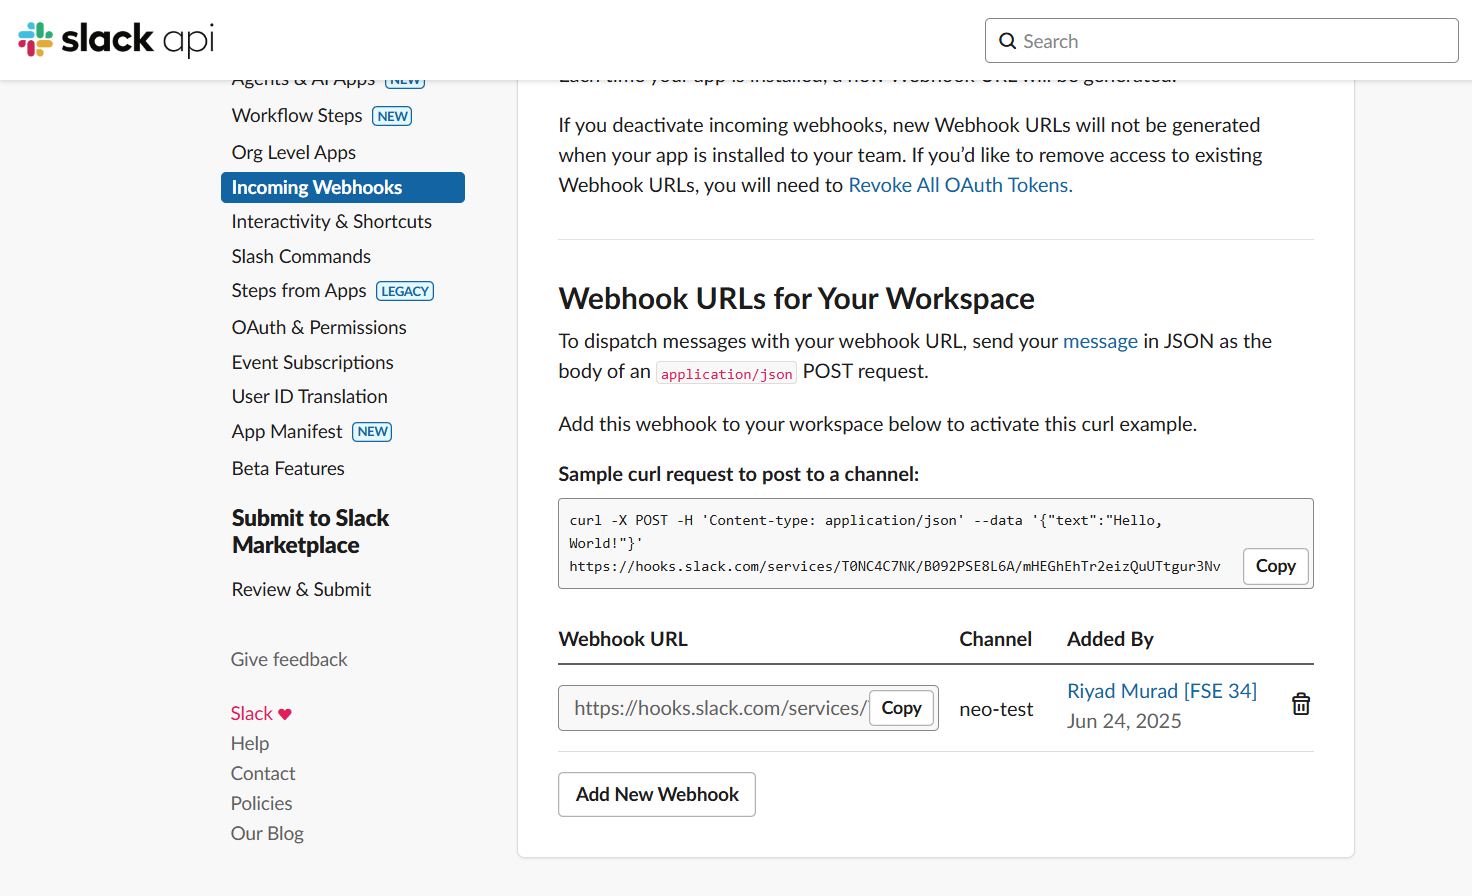 slack api
Search
Agents & AI Apps NEW
Workflow Steps NEW
Org Level Apps
Incoming Webhooks
Interactivity & Shortcuts
Slash Commands
Steps from Apps LEGACY
OAuth & Permissions
Event Subscriptions
User ID Translation
App Manifest NEW
Beta Features
Submit to Slack
Marketplace
Review & Submit
Give feedback
Slack ♥
Help
Contact
Policies
Our Blog
Each time your app is installed, a new Webhook URL will be generated.
If you deactivate incoming webhooks, new Webhook URLs will not be generated
when your app is installed to your team. If you’d like to remove access to existing
Webhook URLs, you will need to Revoke All OAuth Tokens.
Webhook URLs for Your Workspace
To dispatch messages with your webhook URL, send your message in JSON as the
body of an application/json POST request.
Add this webhook to your workspace below to activate this curl example.
Sample curl request to post to a channel:
curl -X POST -H 'Content-type: application/json' --data '{"text":"Hello,
World!"}'
https://hooks.slack.com/services/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
Copy
Webhook URL Channel Added By
https://hooks.slack.com/services/ Copy neo-test Riyad Murad [FSE 34]
Jun 24, 2025
Add New Webhook